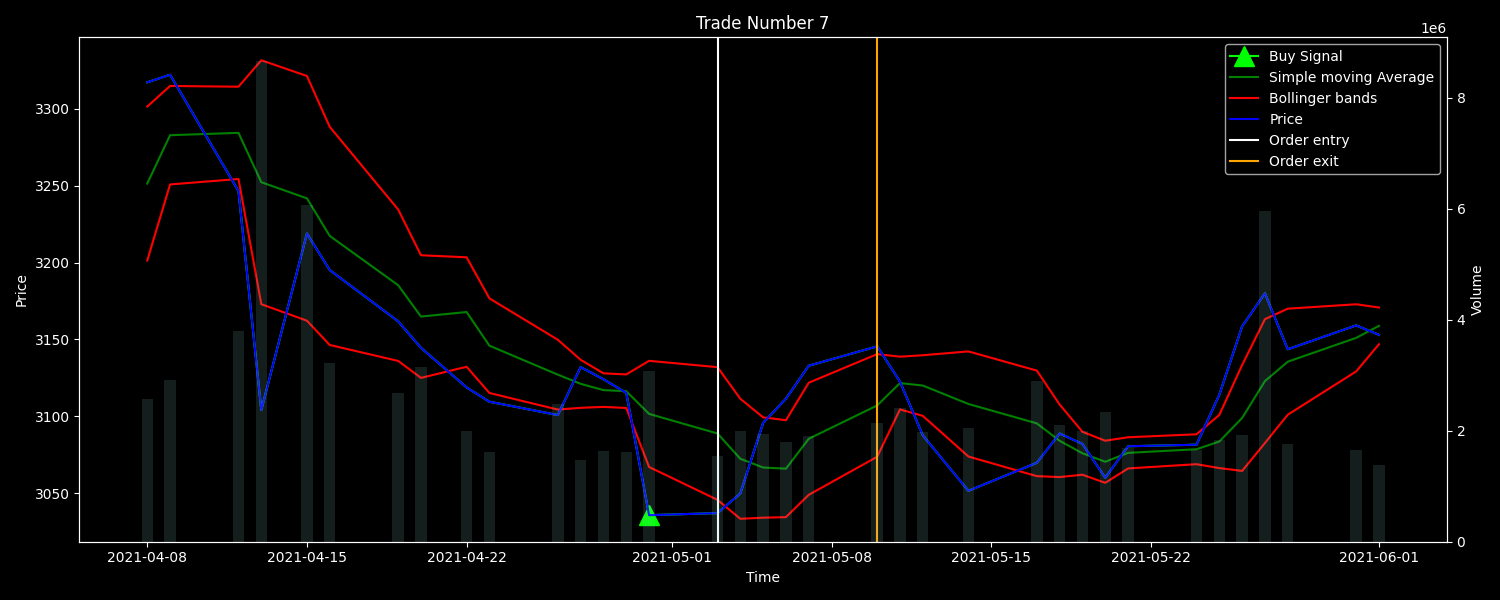 Trade Number 7
1e6
Buy Signal
Simple moving Average
Bollinger bands
Price
Order entry
Order exit
3300
3250
3200
3150
3100
3050
Price
8
6
4
2
0
Volume
2021-04-08 2021-04-15 2021-04-22 2021-05-01 2021-05-08 2021-05-15 2021-05-22 2021-06-01
Time